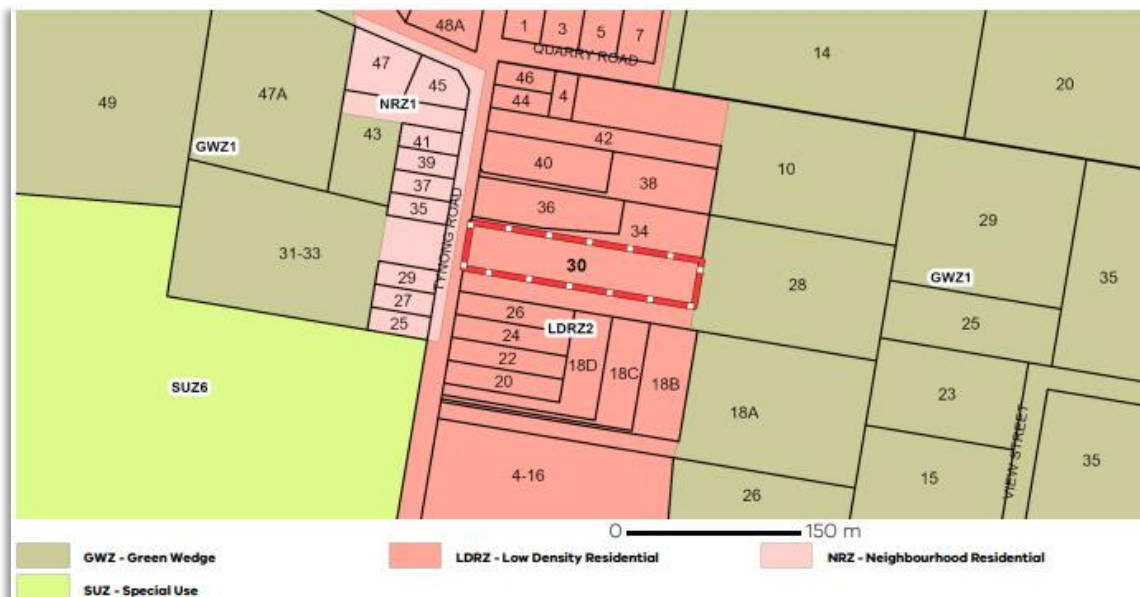 48A
1
3
5
7
QUARRY ROAD
14
20
47
45
46
44
4
49
47A
NRZ1
43
41
42
GWZ1
39
40
10
37
38
35
36
29
TYNONG ROAD
34
31-33
30
28
GWZ1
35
29
27
25
26
LDRZ2
25
24
22
20
18D
18C
18B
23
SUZ6
18A
4-16
15
VIEW STREET
35
26
0 150 m
GWZ - Green Wedge
LDRZ - Low Density Residential
NRZ - Neighbourhood Residential
SUZ - Special Use